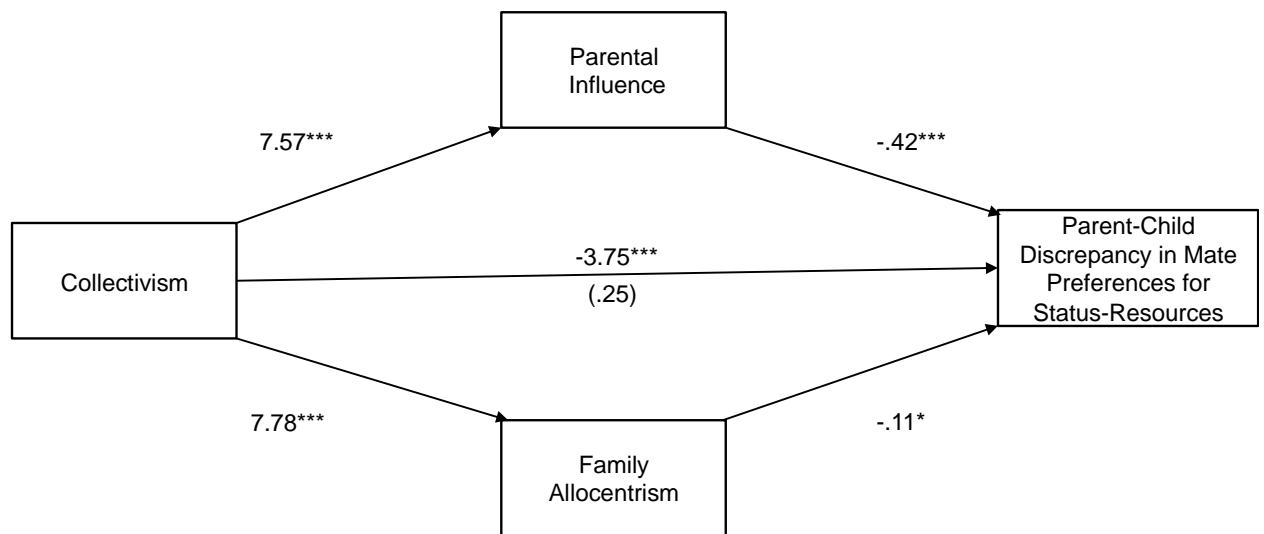 Parental
Influence
7.57***
-.42***
Collectivism
-3.75***
(.25)
Parent-Child
Discrepancy in Mate
Preferences for
Status-Resources
7.78***
-.11*
Family
Allocentrism